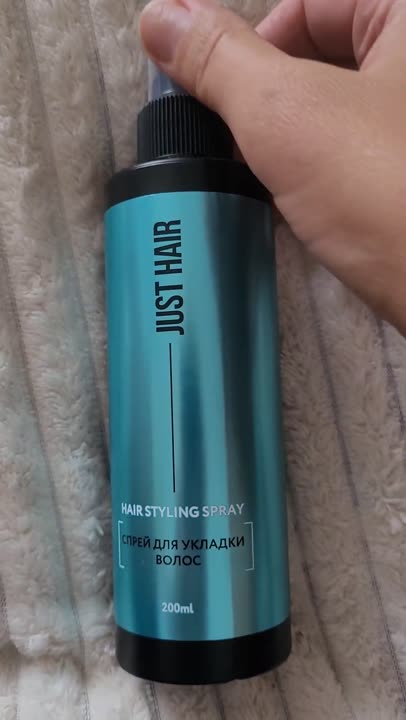 JUST HAIR
HAIR STYLING SPRAY
СПРЕЙ ДЛЯ УКЛАДКИ
ВОЛОС
200ml